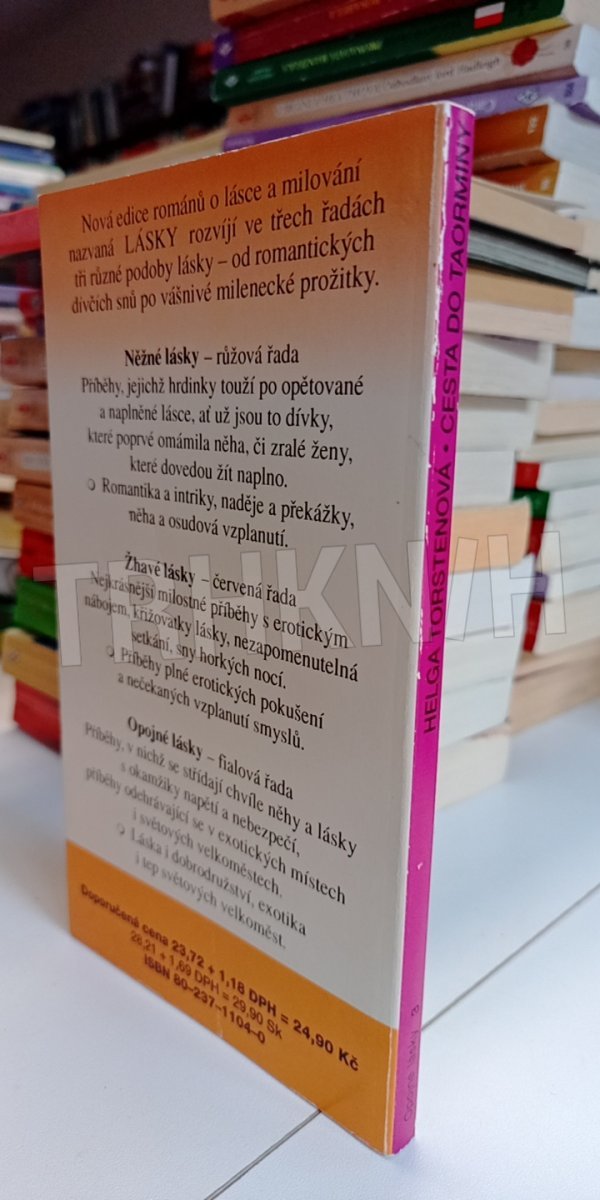 Nová edice románů o lásce a milování
nazvaná LÁSKY rozvíjí ve třech řadách
tři různé podoby lásky – od romantických
dívčích snů po vášnivé milenecké prožitky.
Něžné lásky – růžová řada
Příběhy, jejichž hrdinky touží po opětované
a naplněné lásce, ať už jsou to dívky,
které poprvé omámila něha, či zralé ženy,
které dovedou žít naplno.
❍ Romantika a intriky, naděje a překážky,
něha a osudová vzplanutí.
Žhavé lásky – červená řada
Nejkrásnější milostné příběhy s erotickým
nábojem, křižovatky lásky, nezapomenutelná
setkání, sny horkých nocí.
❍ Příběhy plné erotických pokušení
a nečekaných vzplanutí smyslů.
Opojné lásky – fialová řada
Příběhy, v nichž se střídají chvíle něhy a lásky
s okamžiky napětí a nebezpečí,
příběhy odehrávající se v exotických místech
i světových velkoměstech.
❍ Láska i dobrodružství, exotika
i tep světových velkoměst.
Doporučená cena 23,72 + 1,18 DPH = 24,90 Kč
28,21 + 1,69 DPH = 29,90 Sk
ISBN 80-237-1104-0
HELGA TORSTENOVÁ • CESTA DO TAORMINY
Opojné lásky 3